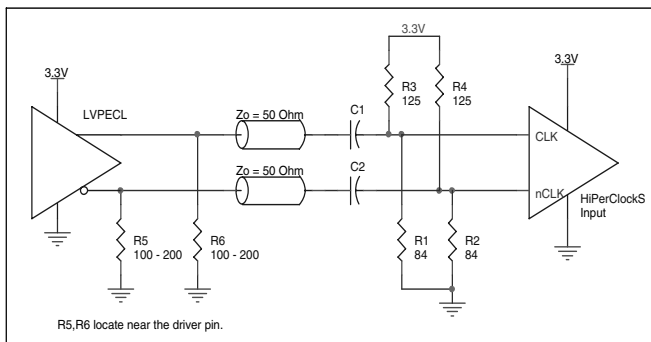 3.3V
3.3V
3.3V
LVPECL
Zo = 50 Ohm
C1
R3
125
R4
125
CLK
Zo = 50 Ohm
C2
nCLK
HiPerClockS
Input
R5
100 - 200
R6
100 - 200
R1
84
R2
84
R5,R6 locate near the driver pin.